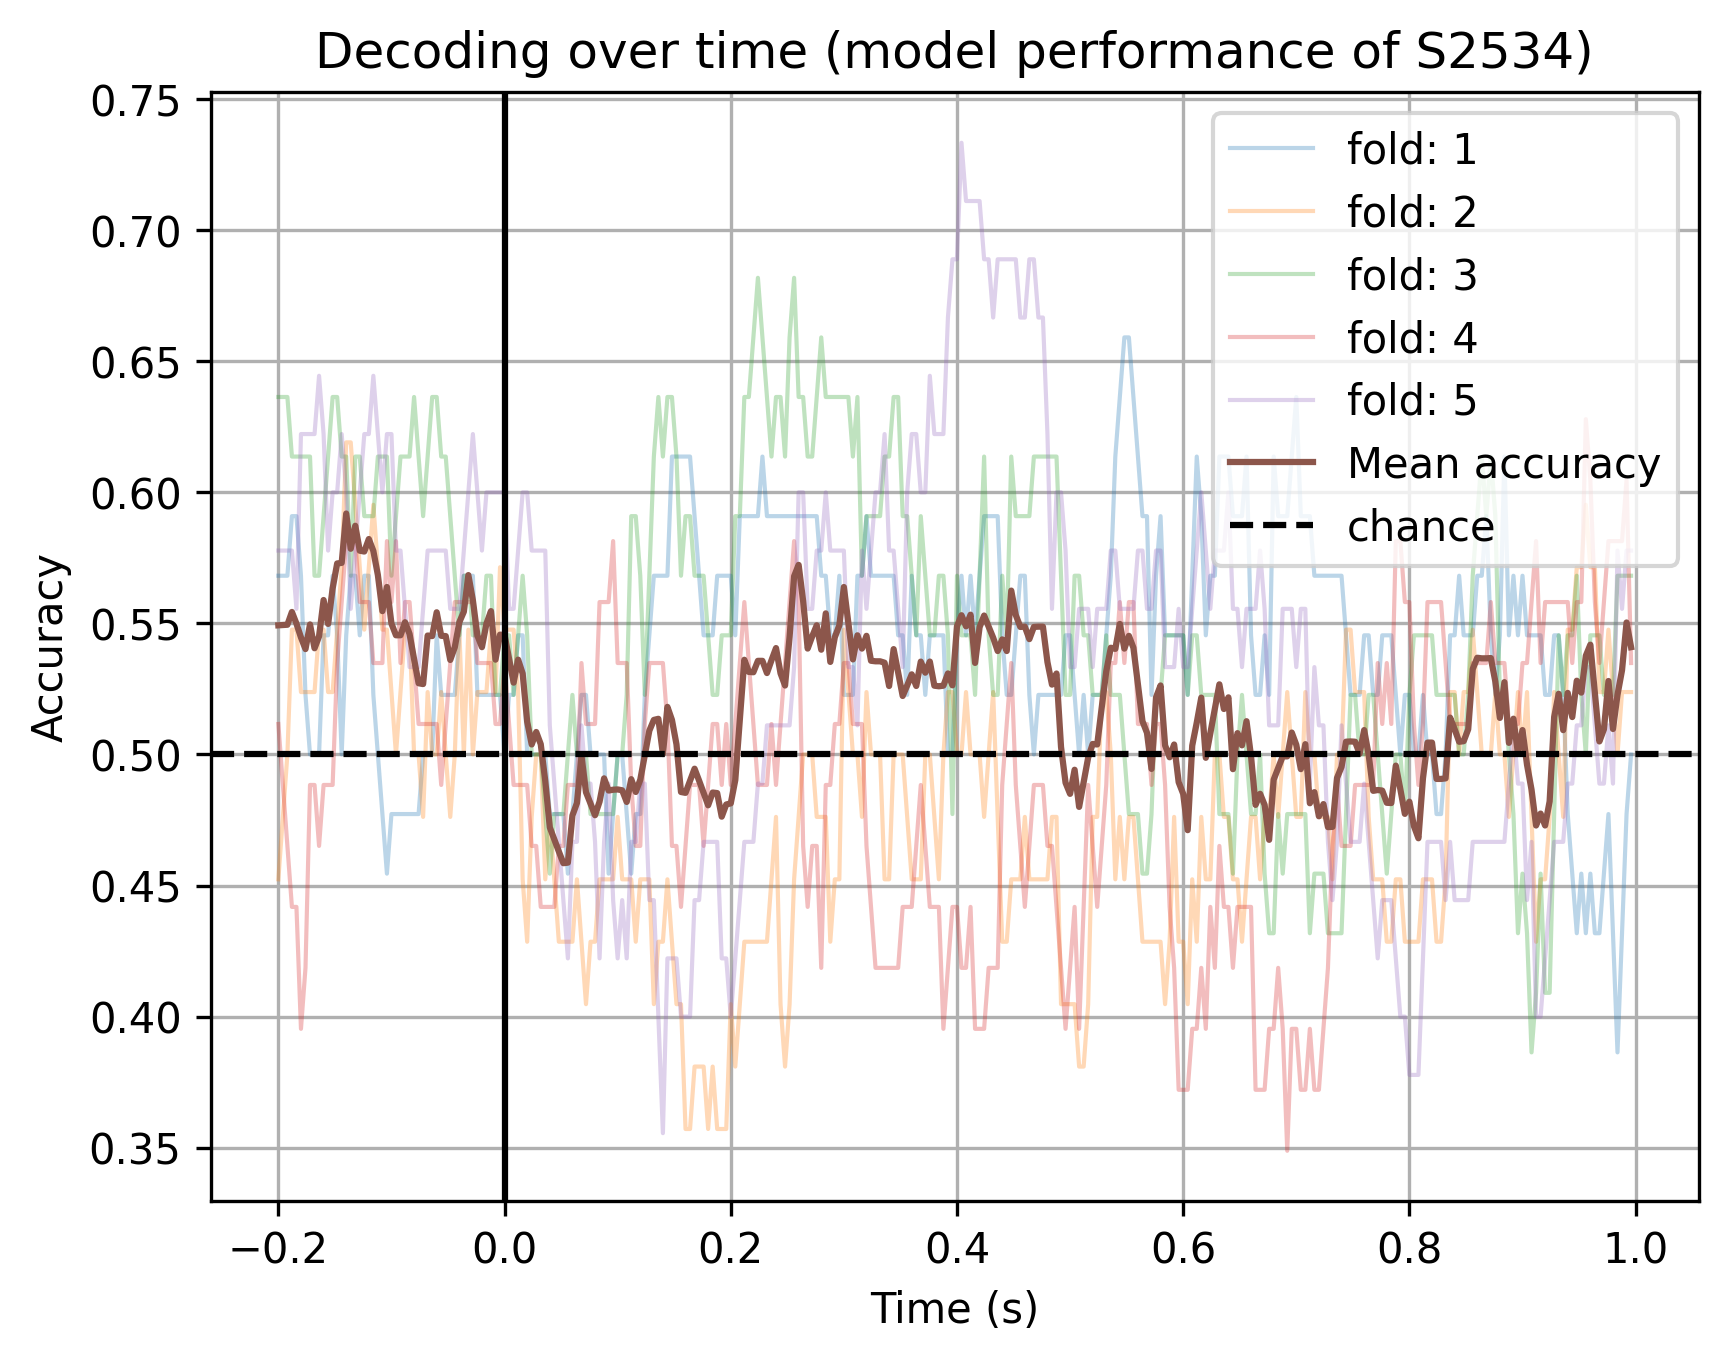 Decoding over time (model performance of S2534)
0.75
0.70
0.65
0.60
0.55
0.50
0.45
0.40
0.35
Accuracy
fold: 1
fold: 2
fold: 3
fold: 4
fold: 5
Mean accuracy
chance
−0.2 0.0 0.2 0.4 0.6 0.8 1.0
Time (s)